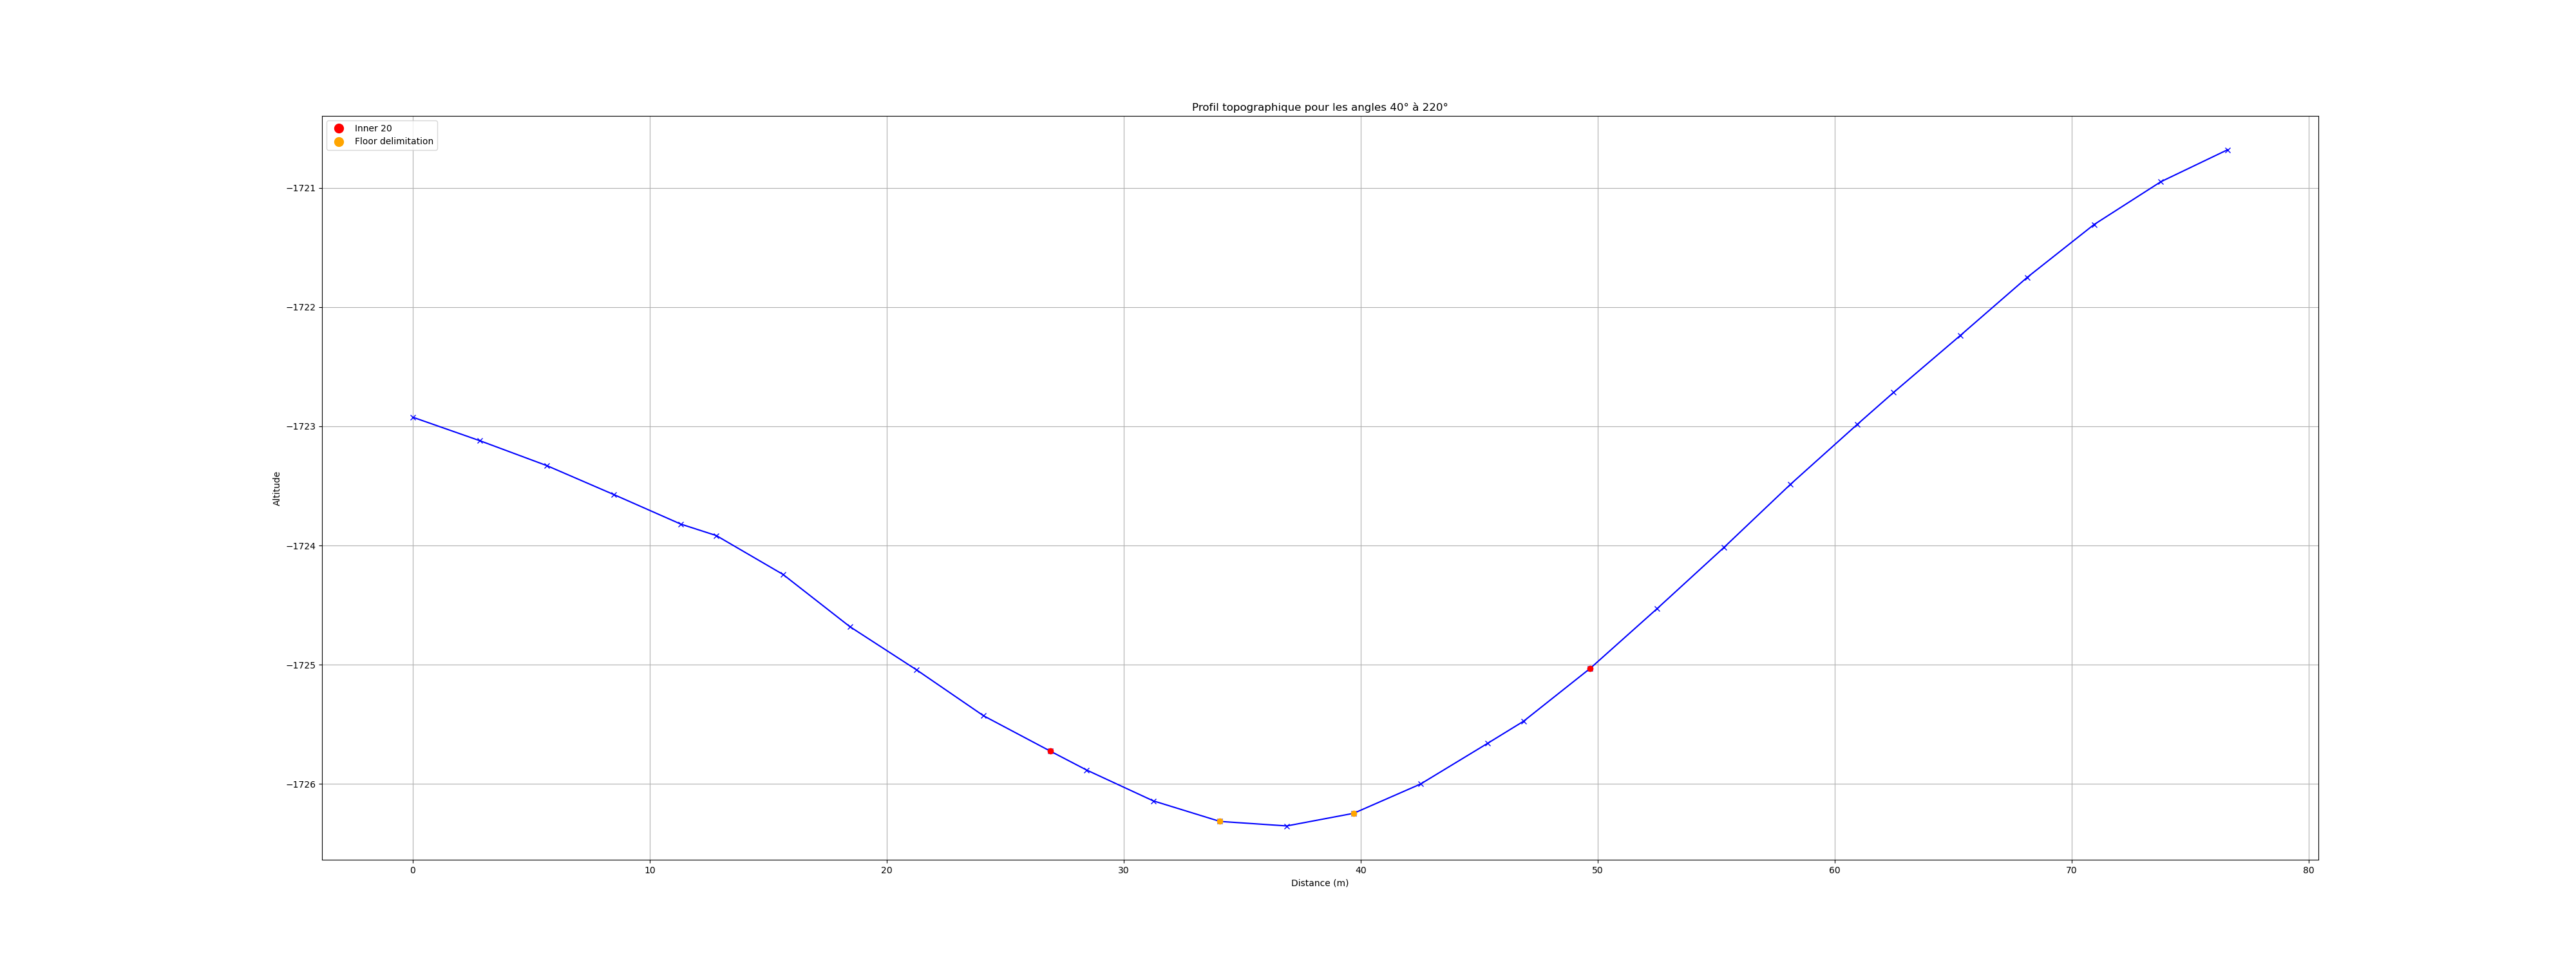 Profil topographique pour les angles 40° à 220°
Inner 20
Floor delimitation
−1721
−1722
−1723
−1724
−1725
−1726
Altitude
0 10 20 30 40 50 60 70 80
Distance (m)